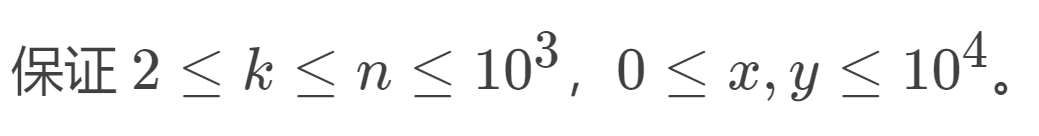 保证 2 ≤ k ≤ n ≤ 10³, 0 ≤ x, y ≤ 10⁴。